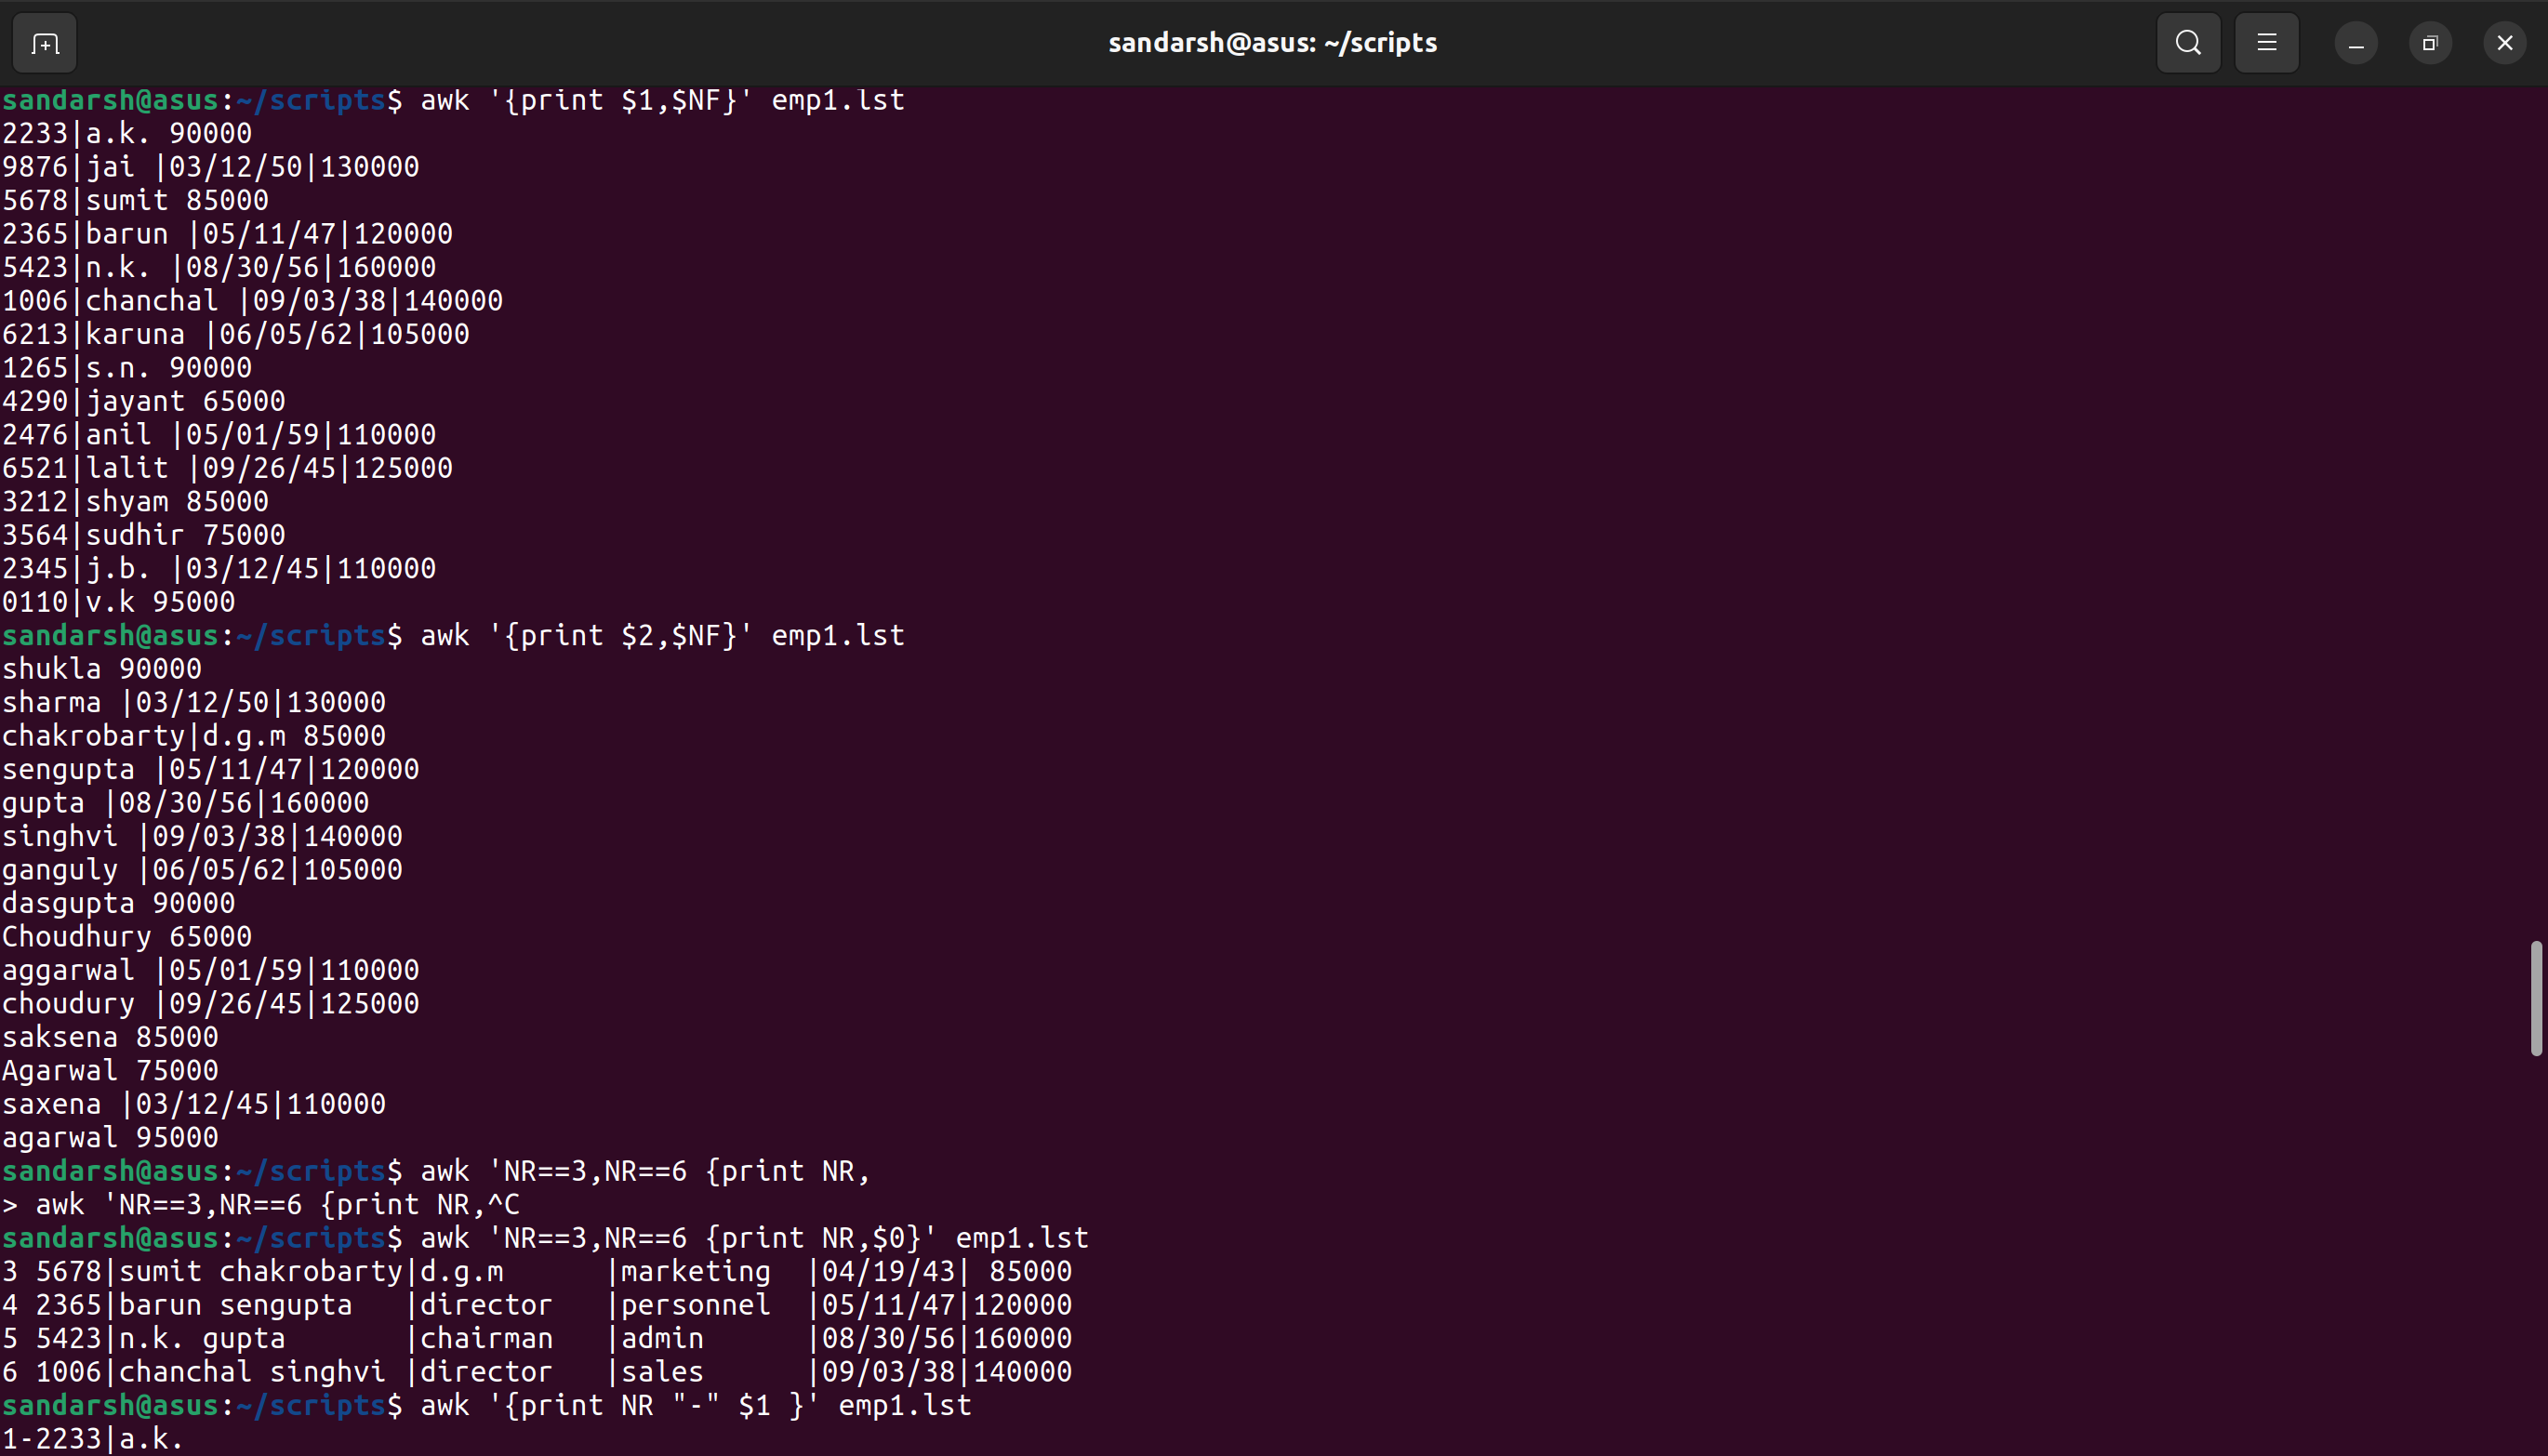 sandarsh@asus: ~/scripts
sandarsh@asus:~/scripts$ awk '{print $1,$NF}' emp1.lst
2233|a.k. 90000
9876|jai |03/12/50|130000
5678|sumit 85000
2365|barun |05/11/47|120000
5423|n.k. |08/30/56|160000
1006|chanchal |09/03/38|140000
6213|karuna |06/05/62|105000
1265|s.n. 90000
4290|jayant 65000
2476|anil |05/01/59|110000
6521|lalit |09/26/45|125000
3212|shyam 85000
3564|sudhir 75000
2345|j.b. |03/12/45|110000
0110|v.k 95000
sandarsh@asus:~/scripts$ awk '{print $2,$NF}' emp1.lst
shukla 90000
sharma |03/12/50|130000
chakrobarty|d.g.m 85000
sengupta |05/11/47|120000
gupta |08/30/56|160000
singhvi |09/03/38|140000
ganguly |06/05/62|105000
dasgupta 90000
Choudhury 65000
aggarwal |05/01/59|110000
choudury |09/26/45|125000
saksena 85000
Agarwal 75000
saxena |03/12/45|110000
agarwal 95000
sandarsh@asus:~/scripts$ awk 'NR==3,NR==6 {print NR,
> awk 'NR==3,NR==6 {print NR,^C
sandarsh@asus:~/scripts$ awk 'NR==3,NR==6 {print NR,$0}' emp1.lst
3 5678|sumit chakrobarty|d.g.m      |marketing  |04/19/43| 85000
4 2365|barun sengupta   |director   |personnel  |05/11/47|120000
5 5423|n.k. gupta       |chairman   |admin      |08/30/56|160000
6 1006|chanchal singhvi |director   |sales      |09/03/38|140000
sandarsh@asus:~/scripts$ awk '{print NR "-" $1 }' emp1.lst
1-2233|a.k.